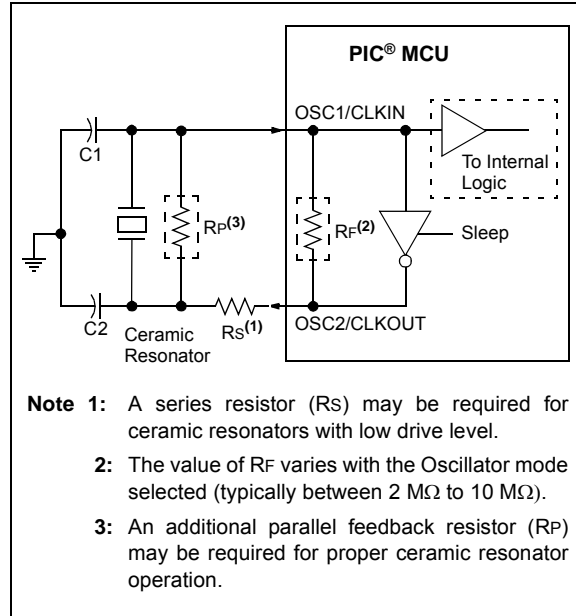 PIC® MCU
OSC1/CLKIN
C1
To Internal
Logic
RP(3)
RF(2)
Sleep
C2
Ceramic
Resonator
RS(1)
OSC2/CLKOUT
Note 1: A series resistor (RS) may be required for
ceramic resonators with low drive level.
2: The value of RF varies with the Oscillator mode
selected (typically between 2 MΩ to 10 MΩ).
3: An additional parallel feedback resistor (RP)
may be required for proper ceramic resonator
operation.